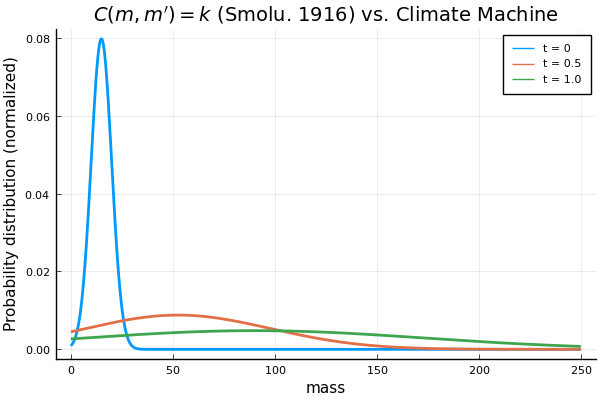 C(m, m′) = k (Smolu. 1916) vs. Climate Machine
t = 0
t = 0.5
t = 1.0
Probability distribution (normalized)
0.08
0.06
0.04
0.02
0.00
0 50 100 150 200 250
mass